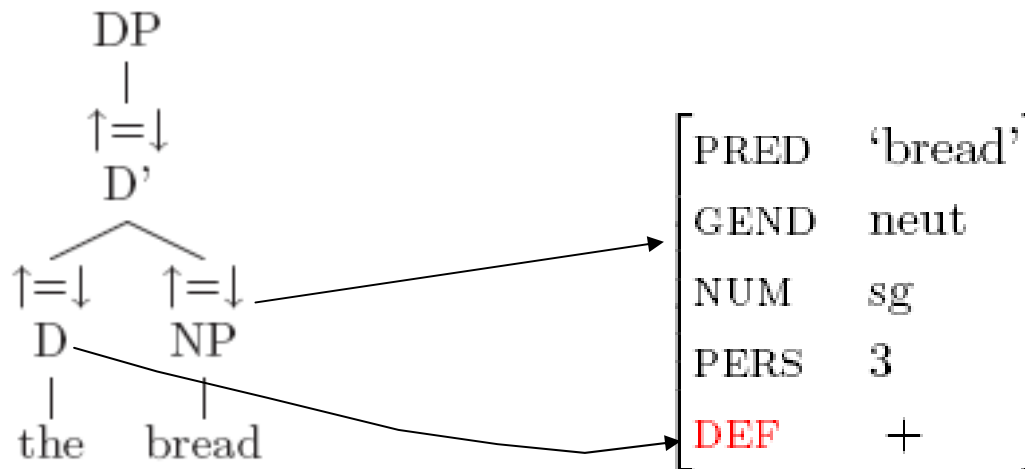 DP
↑=↓
D'
↑=↓ ↑=↓
D NP
the bread
PRED ‘bread’
GEND neut
NUM sg
PERS 3
DEF +